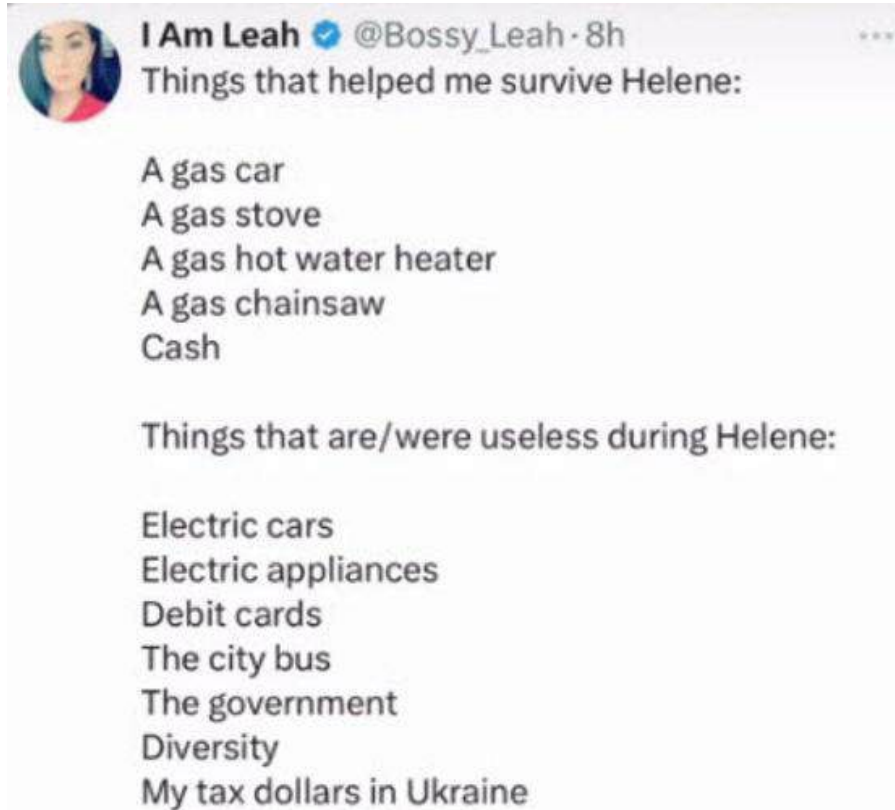 I Am Leah @Bossy_Leah · 8h
Things that helped me survive Helene:
A gas car
A gas stove
A gas hot water heater
A gas chainsaw
Cash
Things that are/were useless during Helene:
Electric cars
Electric appliances
Debit cards
The city bus
The government
Diversity
My tax dollars in Ukraine